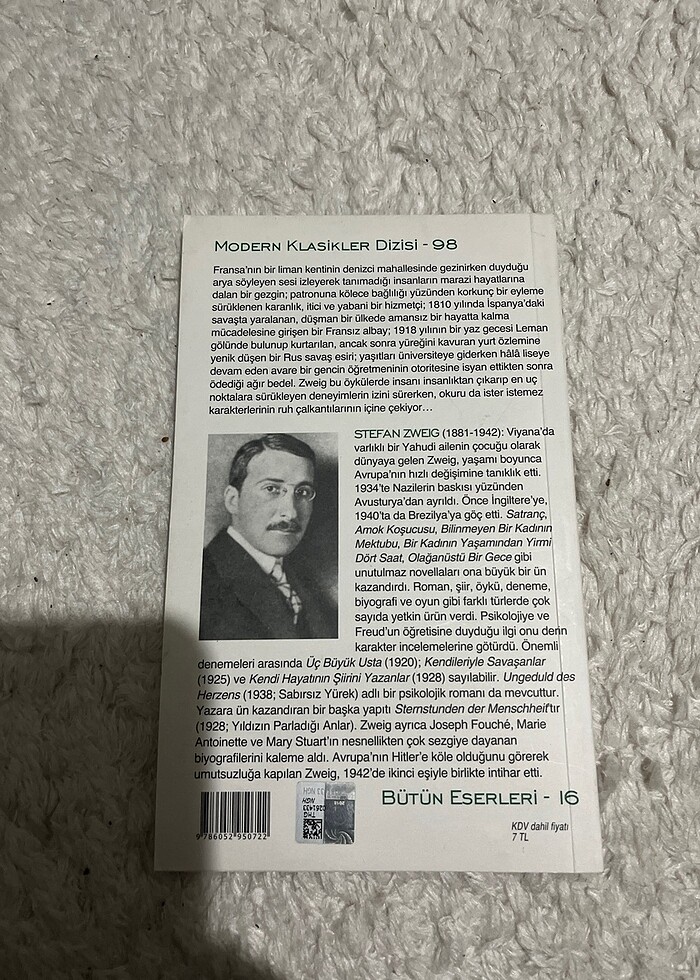 MODERN KLASİKLER DİZİSİ - 98
Fransa'nın bir liman kentinin denizci mahallesinde gezinirken duyduğu
arya söyleyen sesi izleyerek tanımadığı insanların marazi hayatlarına
dalan bir gezgin; patronuna kölece bağlılığı yüzünden korkunç bir eyleme
sürüklenen karanlık, itici ve yabani bir hizmetçi; 1810 yılında İspanya'daki
savaşta yaralanan, düşman bir ülkede amansız bir hayatta kalma
mücadelesine girişen bir Fransız albay; 1918 yılının bir yaz gecesi Leman
gölünde bulunup kurtarılan, ancak sonra yüreğini kavuran yurt özlemine
yenik düşen bir Rus savaş esiri; yaşıtları üniversiteye giderken hâlâ liseye
devam eden avare bir gencin öğretmeninin otoritesine isyan ettikten sonra
ödediği ağır bedel. Zweig bu öykülerde insanı insanlıktan çıkarıp en uç
noktalara sürükleyen deneyimlerin izini sürerken, okuru da ister istemez
karakterlerinin ruh çalkantılarının içine çekiyor...
STEFAN ZWEIG (1881-1942): Viyana'da
varlıklı bir Yahudi ailenin çocuğu olarak
dünyaya gelen Zweig, yaşamı boyunca
Avrupa'nın hızlı değişimine tanıklık etti.
1934'te Nazilerin baskısı yüzünden
Avusturya'dan ayrıldı. Önce İngiltere'ye,
1940'ta da Brezilya'ya göç etti. Satranç,
Amok Koşucusu, Bilinmeyen Bir Kadının
Mektubu, Bir Kadının Yaşamından Yirmi
Dört Saat, Olağanüstü Bir Gece gibi
unutulmaz novellaları ona büyük bir ün
kazandırdı. Roman, şiir, öykü, deneme,
biyografi ve oyun gibi farklı türlerde çok
sayıda yetkin ürün verdi. Psikolojiye ve
Freud'un öğretisine duyduğu ilgi onu derin
karakter incelemelerine götürdü. Önemli
denemeleri arasında Üç Büyük Usta (1920); Kendileriyle Savaşanlar
(1925) ve Kendi Hayatının Şiirini Yazanlar (1928) sayılabilir. Ungeduld des
Herzens (1938; Sabırsız Yürek) adlı bir psikolojik romanı da mevcuttur.
Yazara ün kazandıran bir başka yapıtı Sternstunden der Menschheit'tır
(1928; Yıldızın Parladığı Anlar). Zweig ayrıca Joseph Fouché, Marie
Antoinette ve Mary Stuart'ın nesnellikten çok sezgiye dayanan
biyografilerini kaleme aldı. Avrupa'nın Hitler'e köle olduğunu görerek
umutsuzluğa kapılan Zweig, 1942'de ikinci eşiyle birlikte intihar etti.
BÜTÜN ESERLERİ - 16
KDV dahil fiyatı
7 TL
9 786052 950722